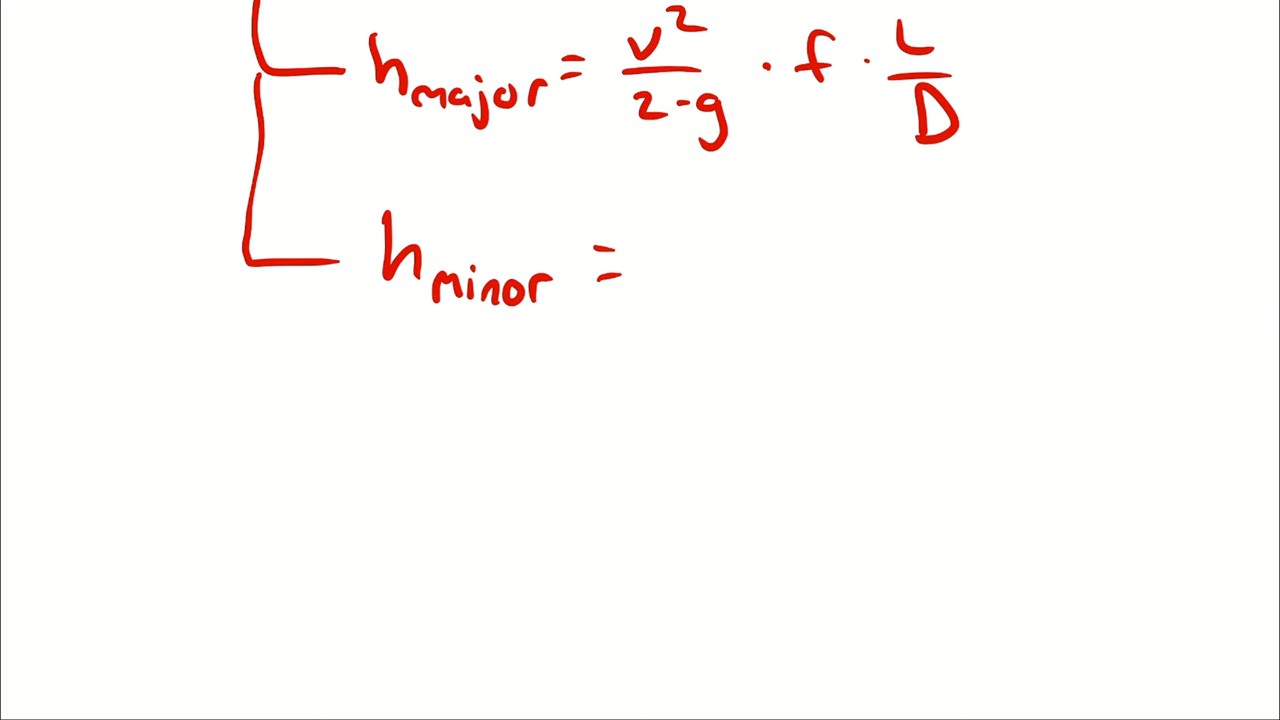 h_major = v²/2·g · f · L/D
h_minor =